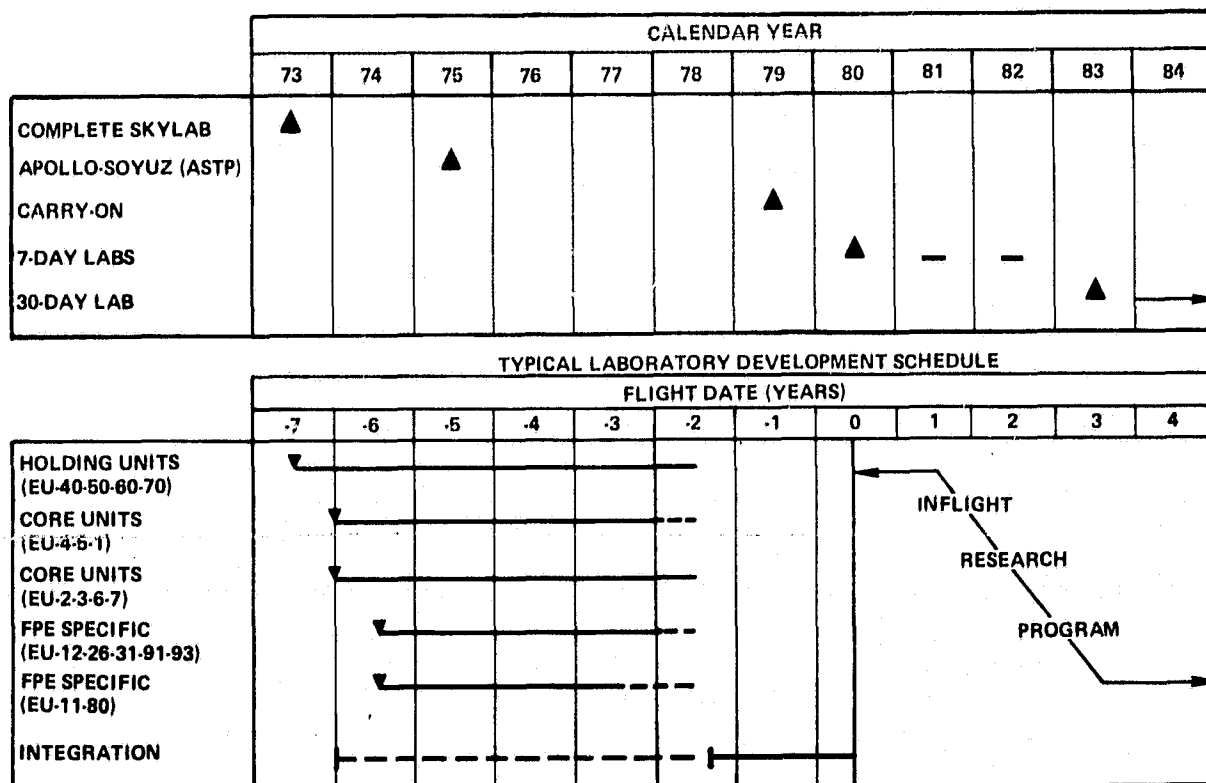 CALENDAR YEAR
73 74 75 76 77 78 79 80 81 82 83 84
COMPLETE SKYLAB
APOLLO-SOYUZ (ASTP)
CARRY-ON
7-DAY LABS
30-DAY LAB
TYPICAL LABORATORY DEVELOPMENT SCHEDULE
FLIGHT DATE (YEARS)
-7 -6 -5 -4 -3 -2 -1 0 1 2 3 4
HOLDING UNITS
(EU-40-50-60-70)
CORE UNITS
(EU-4-5-1)
CORE UNITS
(EU-2-3-6-7)
FPE SPECIFIC
(EU-12-26-31-91-93)
FPE SPECIFIC
(EU-11-80)
INTEGRATION
INFLIGHT
RESEARCH
PROGRAM